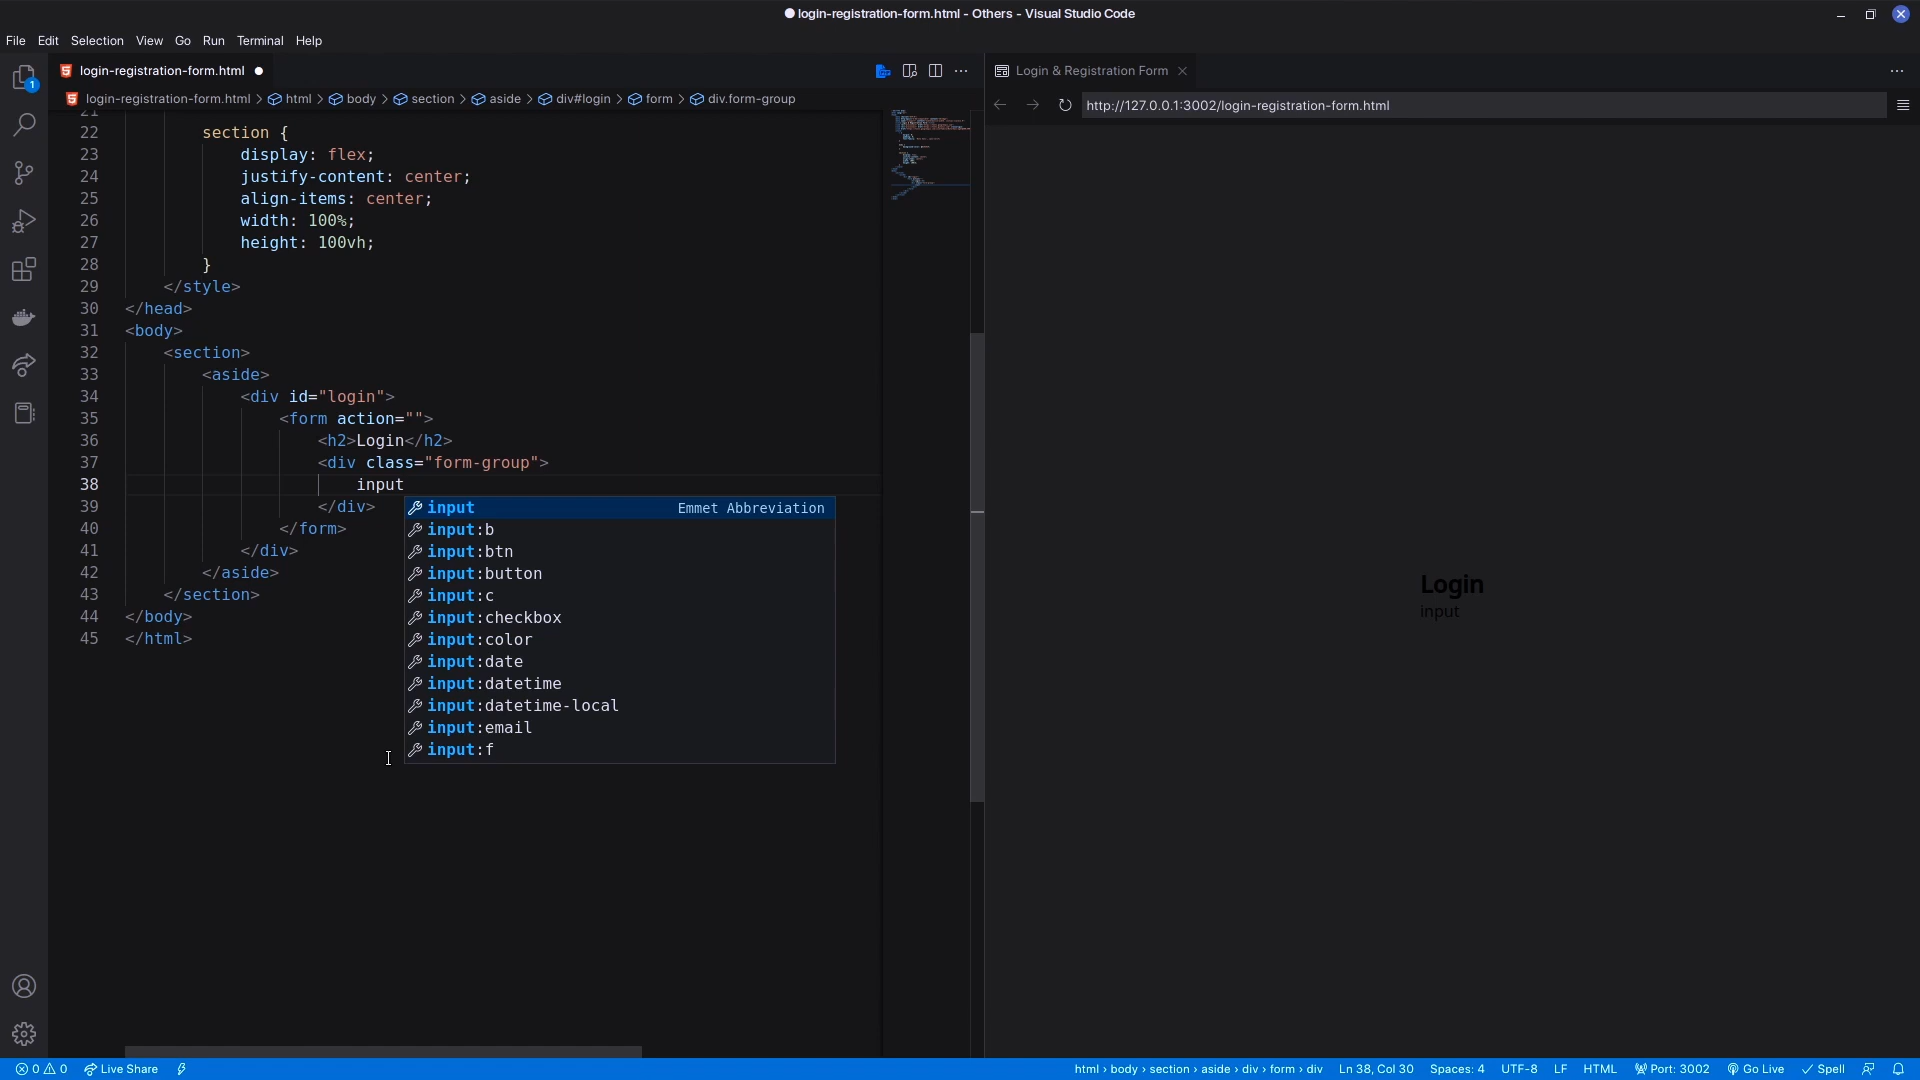 login-registration-form.html - Others - Visual Studio Code
File Edit Selection View Go Run Terminal Help
1
login-registration-form.html
login-registration-form.html > html > body > section > aside > div#login > form > div.form-group
21
22 section {
23 display: flex;
24 justify-content: center;
25 align-items: center;
26 width: 100%;
27 height: 100vh;
28 }
29 </style>
30 </head>
31 <body>
32 <section>
33 <aside>
34 <div id="login">
35 <form action="">
36 <h2>Login</h2>
37 <div class="form-group">
38 input
39 </div>
40 </form>
41 </div>
42 </aside>
43 </section>
44 </body>
45 </html>
input Emmet Abbreviation
input:b
input:btn
input:button
input:c
input:checkbox
input:color
input:date
input:datetime
input:datetime-local
input:email
input:f
Login & Registration Form
http://127.0.0.1:3002/login-registration-form.html
Login
input
0 0 Live Share
html > body > section > aside > div > form > div Ln 38, Col 30 Spaces: 4 UTF-8 LF HTML Port: 3002 Go Live Spell